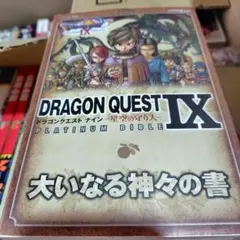 DRAGON QUEST IX
ドラゴンクエスト ナイン 星空の守り人
PLATINUM BIBLE
大いなる神々の書